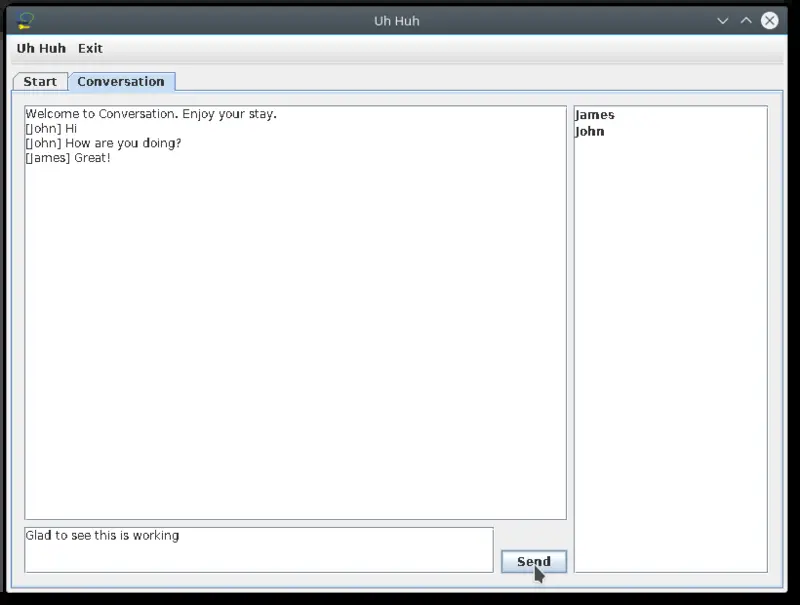 Uh Huh
Uh Huh Exit
Start Conversation
Welcome to Conversation. Enjoy your stay.
[John] Hi
[John] How are you doing?
[James] Great!
James
John
Glad to see this is working
Send